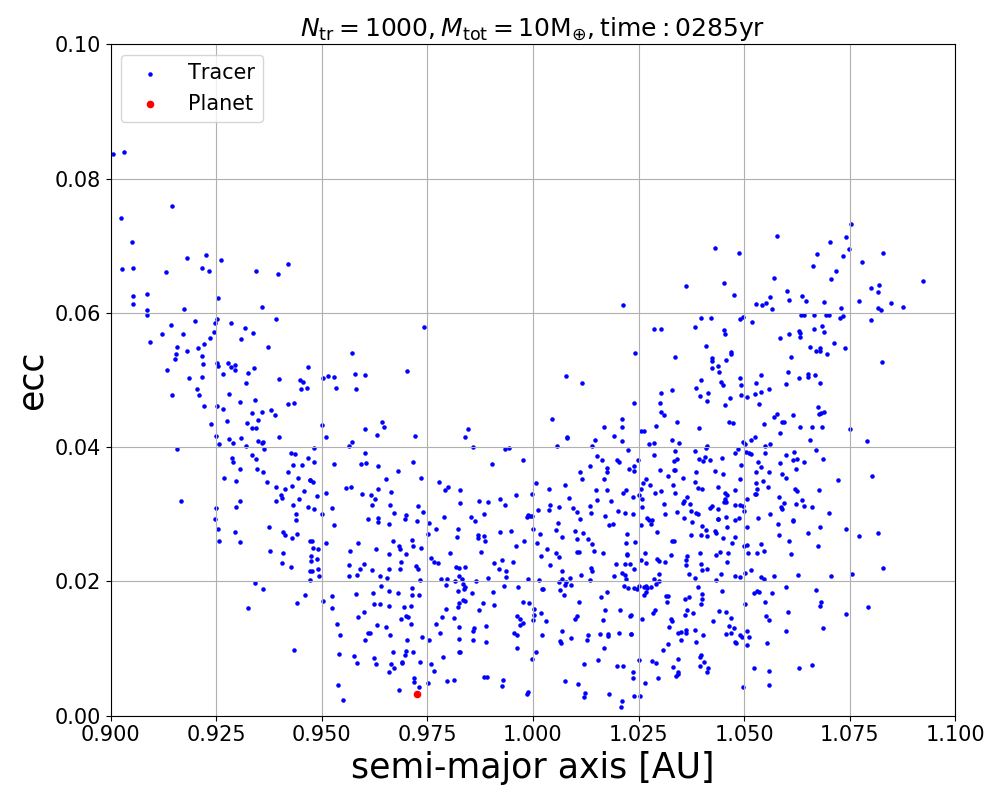 N_tr = 1000, M_tot = 10M_⊕, time : 0285yr
Tracer
Planet
ecc
0.10
0.08
0.06
0.04
0.02
0.00
0.900 0.925 0.950 0.975 1.000 1.025 1.050 1.075 1.100
semi-major axis [AU]